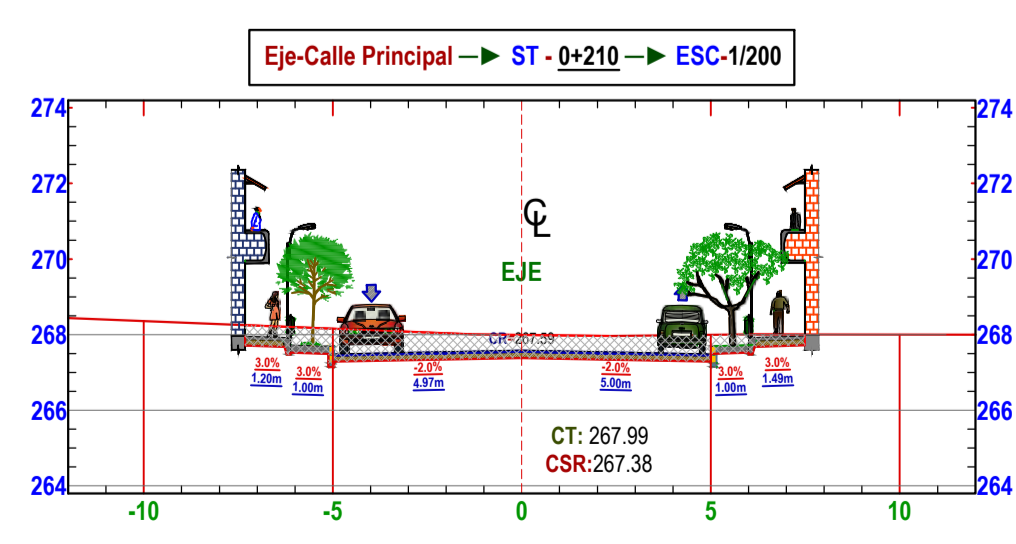 Eje-Calle Principal ST - 0+210 ESC-1/200
274 274
272 272
CL
270 270
EJE
268 268
CR- 267.59
3.0% 3.0% -2.0% -2.0% 3.0% 3.0%
1.20m 1.00m 4.97m 5.00m 1.00m 1.49m
266 266
CT: 267.99
CSR:267.38
264 264
-10 -5 0 5 10